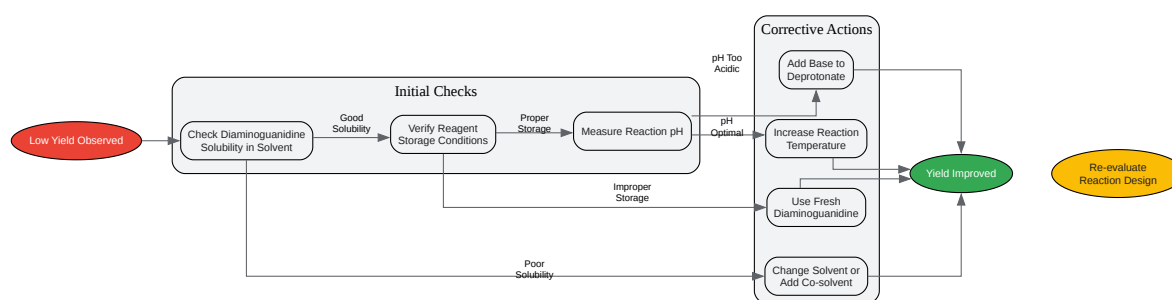 Corrective Actions
pH Too
Acidic
Add Base to
Deprotonate
Initial Checks
Low Yield Observed
Check Diaminoguanidine
Solubility in Solvent
Good
Solubility
Verify Reagent
Storage Conditions
Proper
Storage
Measure Reaction pH
pH
Optimal
Increase Reaction
Temperature
Yield Improved
Re-evaluate
Reaction Design
Improper
Storage
Use Fresh
Diaminoguanidine
Poor
Solubility
Change Solvent or
Add Co-solvent